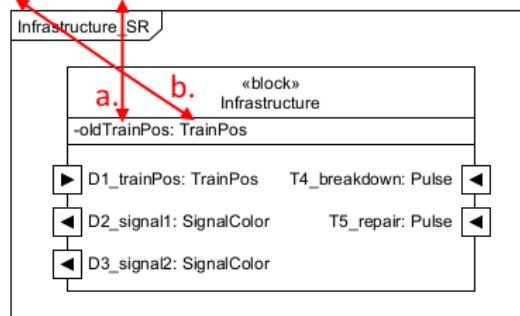 Infrastructure_SR
a.
b.
«block»
Infrastructure
-oldTrainPos: TrainPos
D1_trainPos: TrainPos T4_breakdown: Pulse
D2_signal1: SignalColor T5_repair: Pulse
D3_signal2: SignalColor